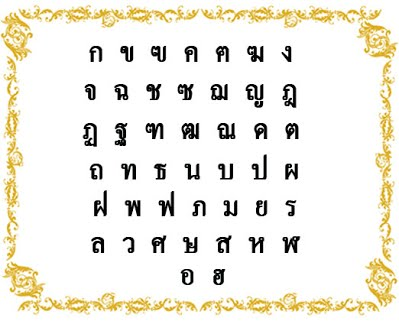 ก ข ฃ ค ฅ ฆ ง
จ ฉ ช ซ ฌ ญ ฎ
ฏ ฐ ฑ ฒ ณ ด ต
ถ ท ธ น บ ป ผ
ฝ พ ฟ ภ ม ย ร
ล ว ศ ษ ส ห ฬ
อ ฮ